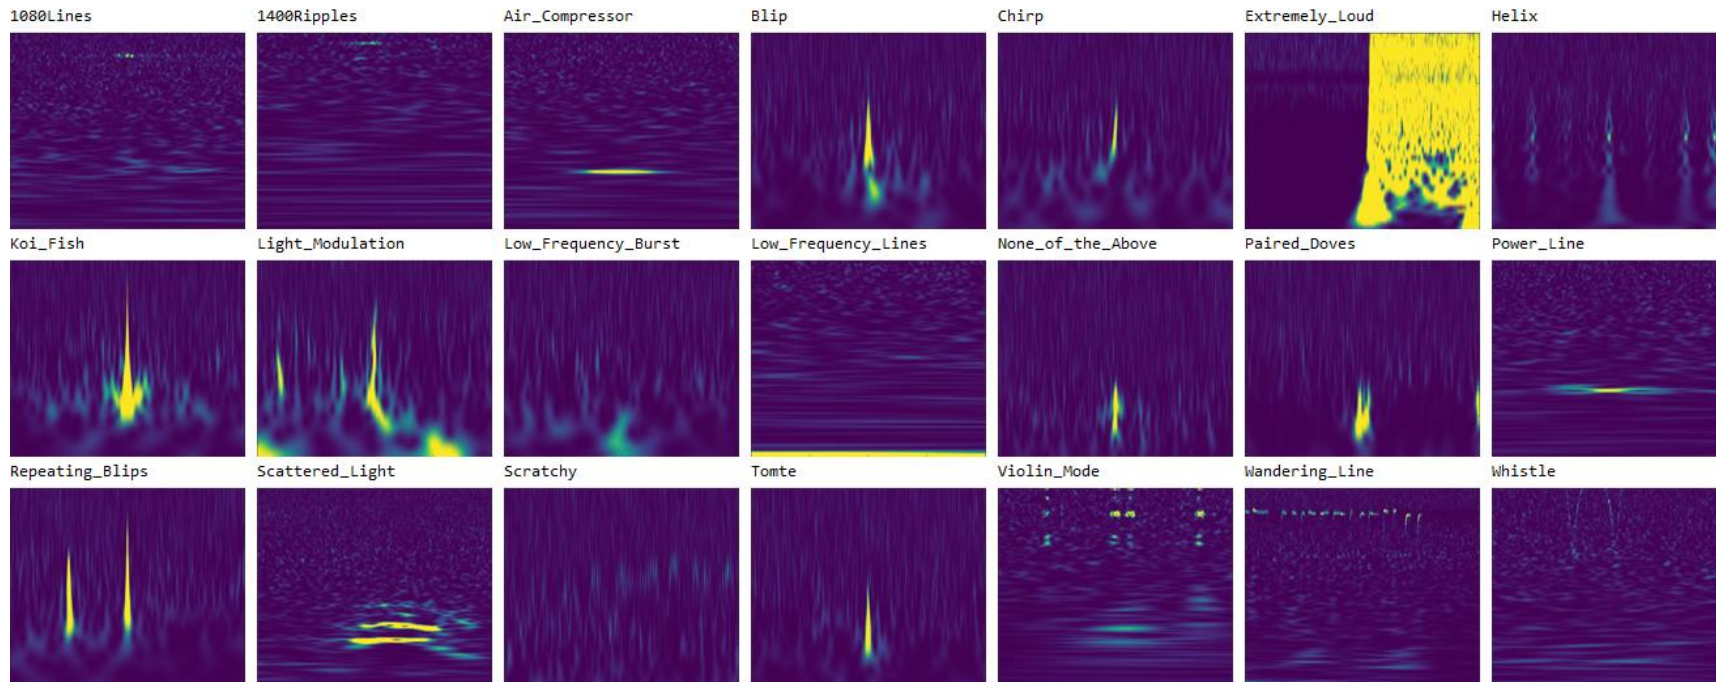 1080Lines 1400Ripples Air_Compressor Blip Chirp Extremely_Loud Helix
Koi_Fish Light_Modulation Low_Frequency_Burst Low_Frequency_Lines None_of_the_Above Paired_Doves Power_Line
Repeating_Blips Scattered_Light Scratchy Tomte Violin_Mode Wandering_Line Whistle